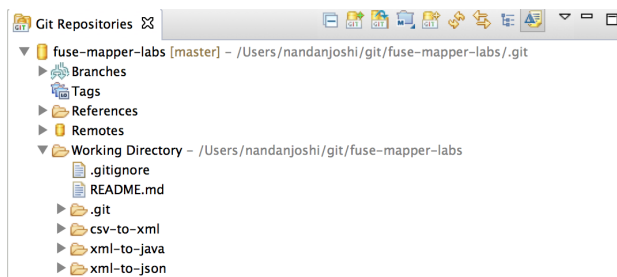 Git Repositories
fuse-mapper-labs [master] – /Users/nandanjoshi/git/fuse-mapper-labs/.git
Branches
Tags
References
Remotes
Working Directory – /Users/nandanjoshi/git/fuse-mapper-labs
.gitignore
README.md
.git
csv-to-xml
xml-to-java
xml-to-json